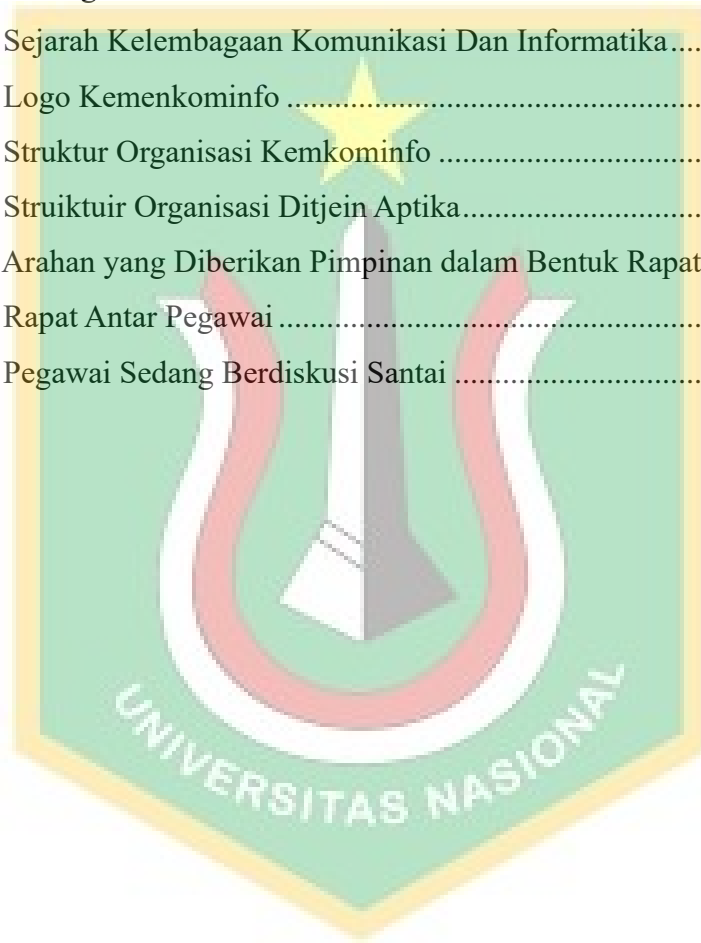 Sejarah Kelembagaan Komunikasi Dan Informatika....
Logo Kemenkominfo ..........................................................
Struktur Organisasi Kemkominfo ....................................
Struiktuir Organisasi Ditjein Aptika.................................
Arahan yang Diberikan Pimpinan dalam Bentuk Rapat
Rapat Antar Pegawai ...........................................................
Pegawai Sedang Berdiskusi Santai ..................................
UNIVERSITAS NASIONAL